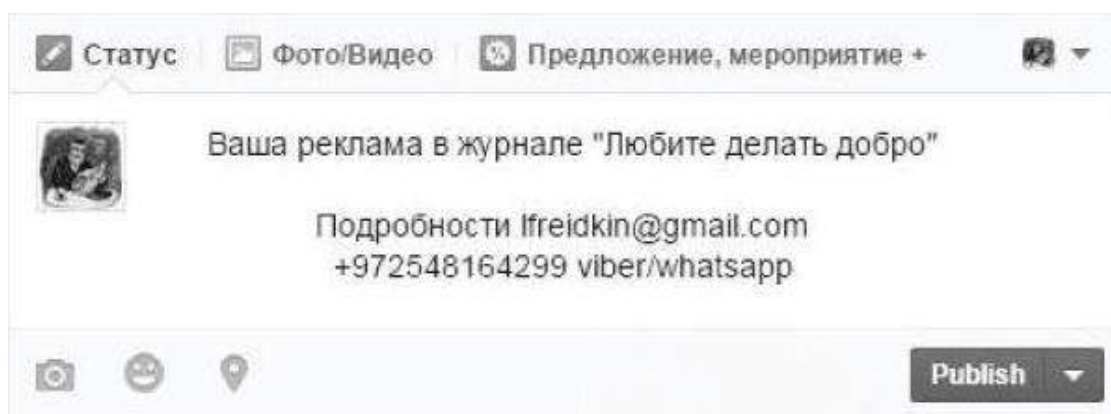 Статус Фото/Видео Предложение, мероприятие +
Ваша реклама в журнале "Любите делать добро"
Подробности lfreidkin@gmail.com
+972548164299 viber/whatsapp
Publish